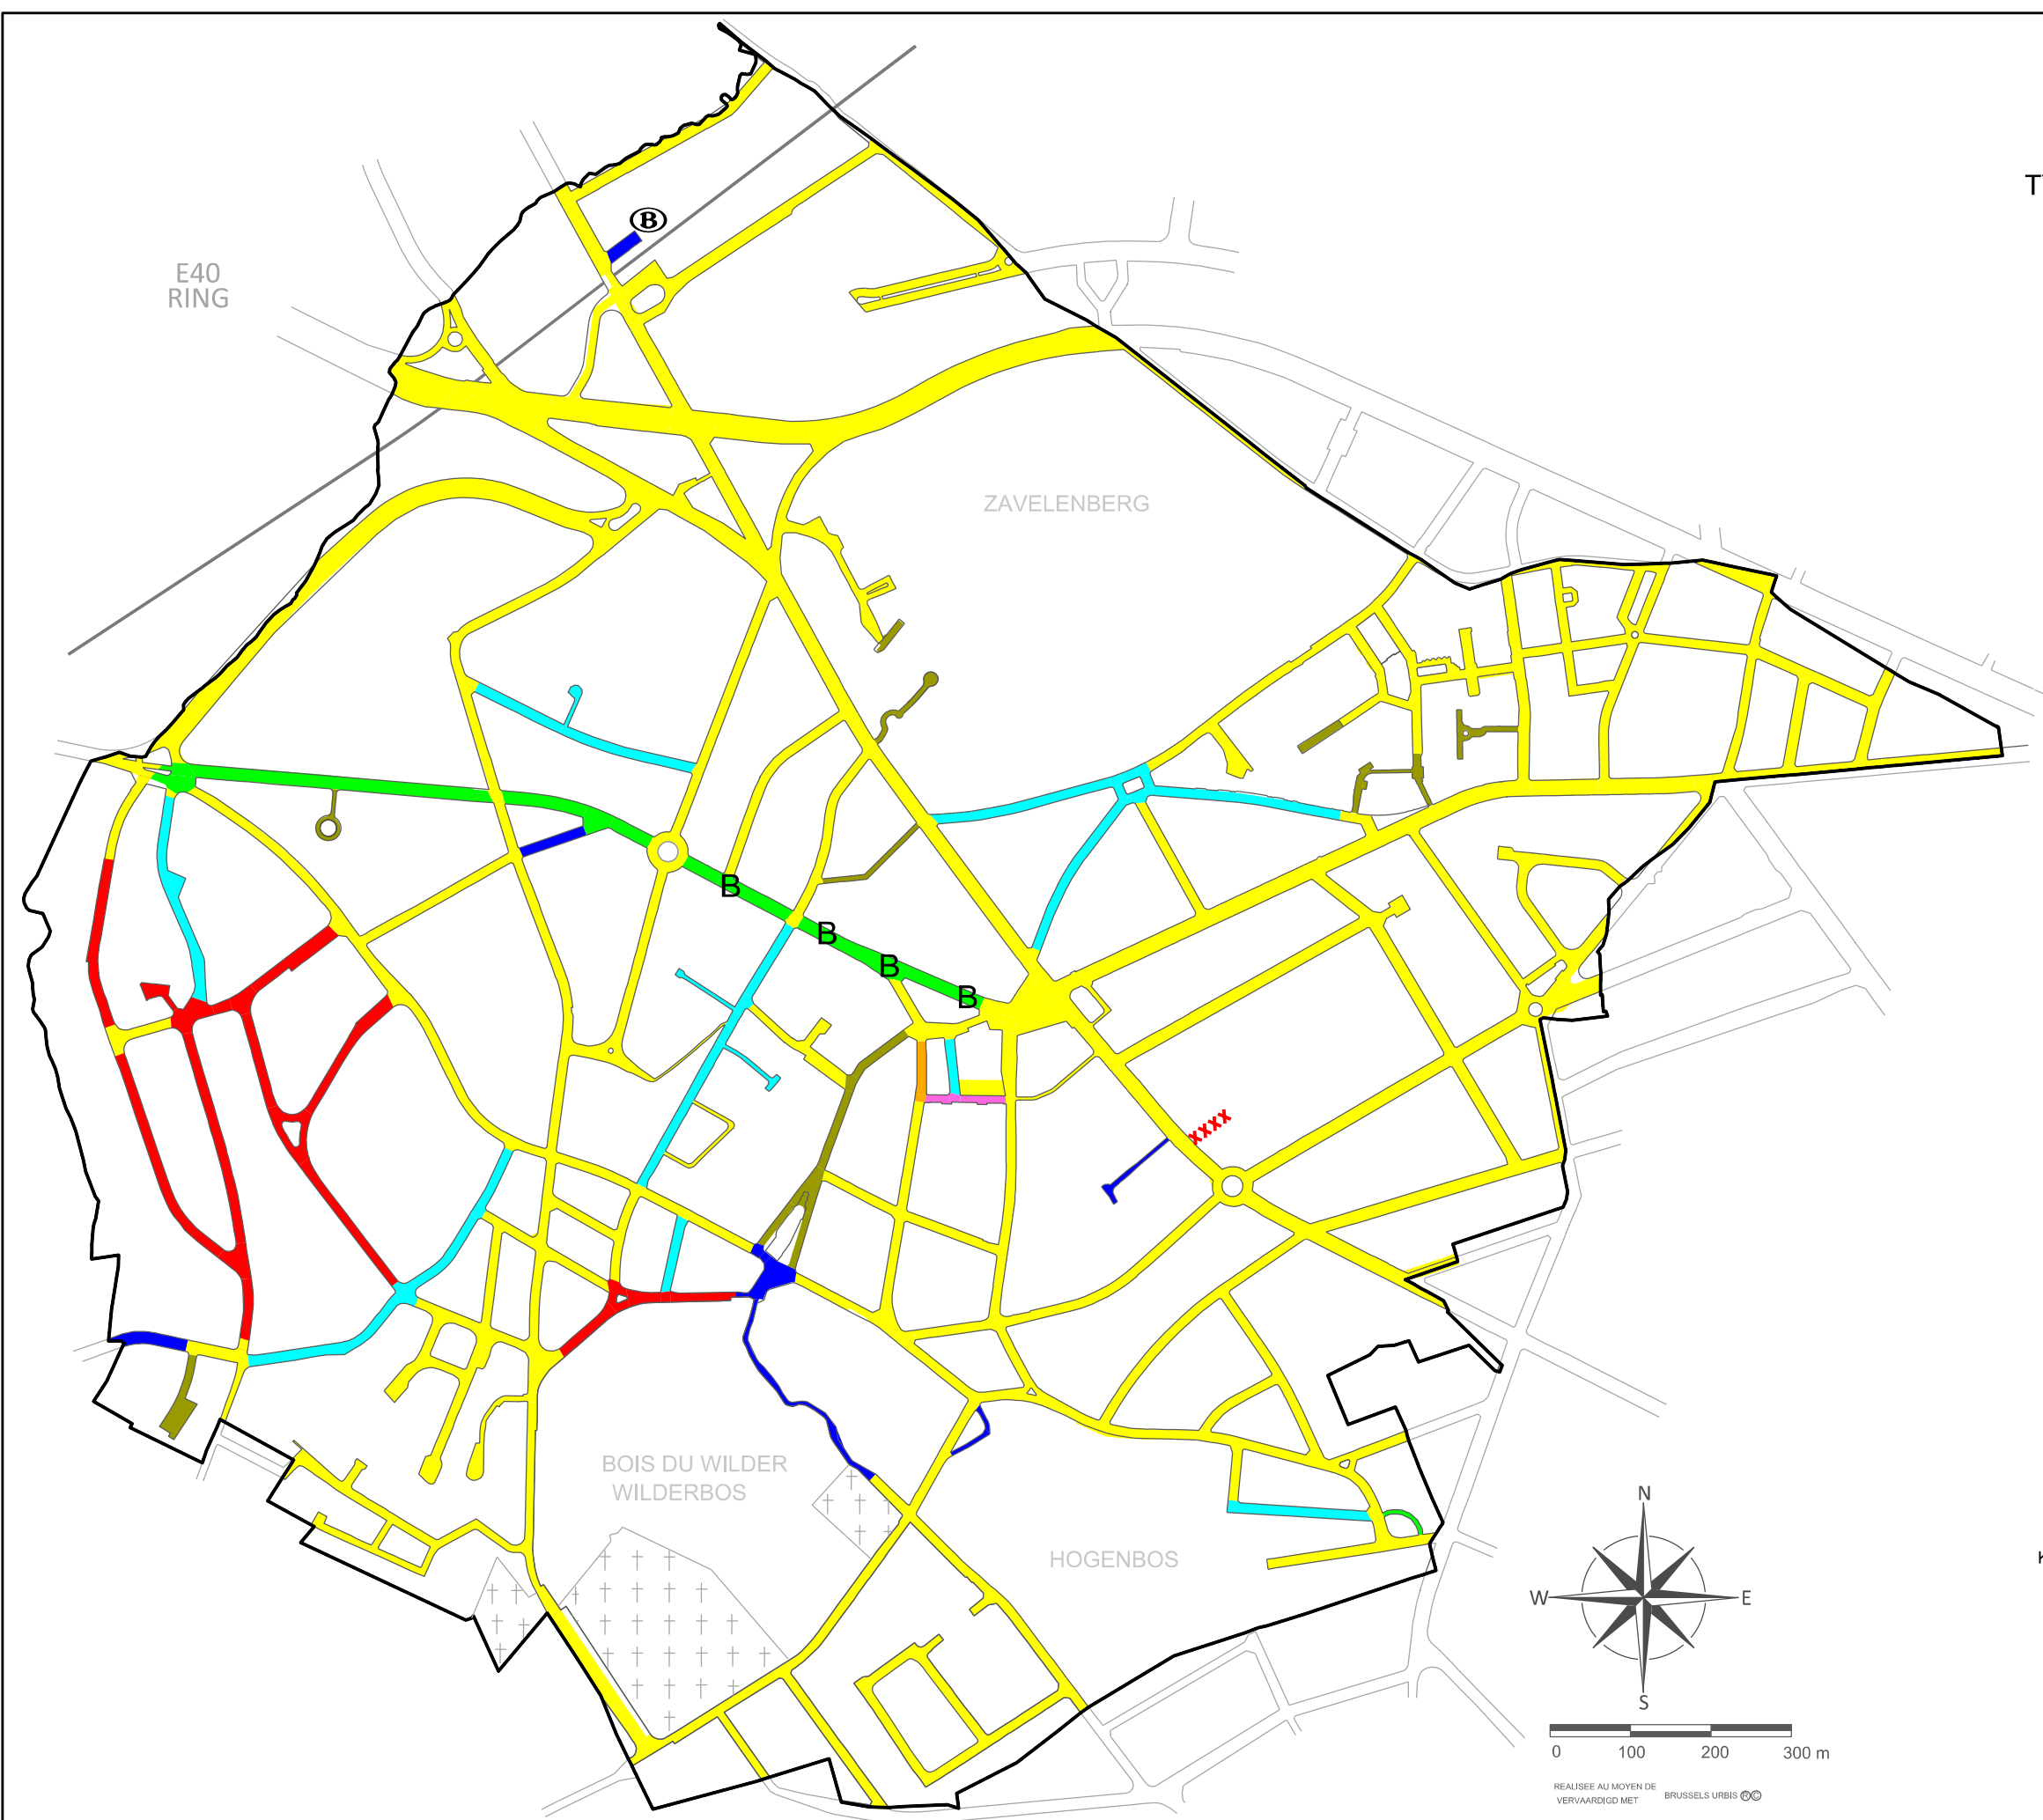 B
E40
RING
ZAVELENBERG
B
B
B
B
xxxx
BOIS DU WILDER
WILDERBOS
HOGENBOS
N
W
E
S
0 100 200 300 m
REALISEE AU MOYEN DE
VERVAARDIGD MET
BRUSSELS URBIS ®©